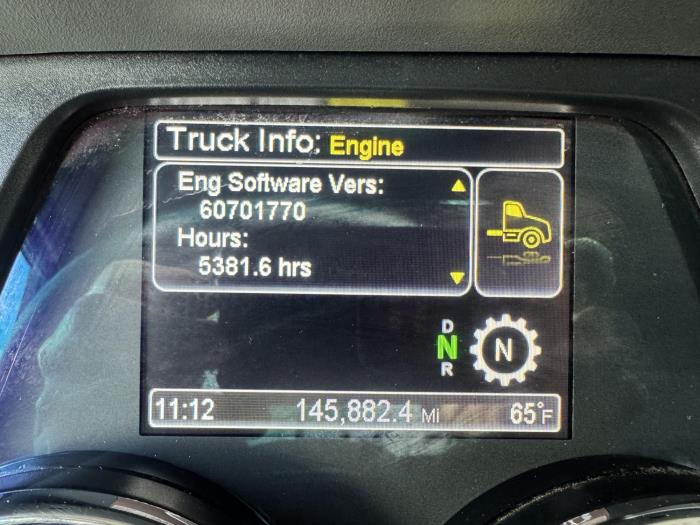 Truck Info: Engine
Eng Software Vers:
60701770
Hours:
5381.6 hrs
D
N N
R
11:12 145,882.4 Mi 65°F